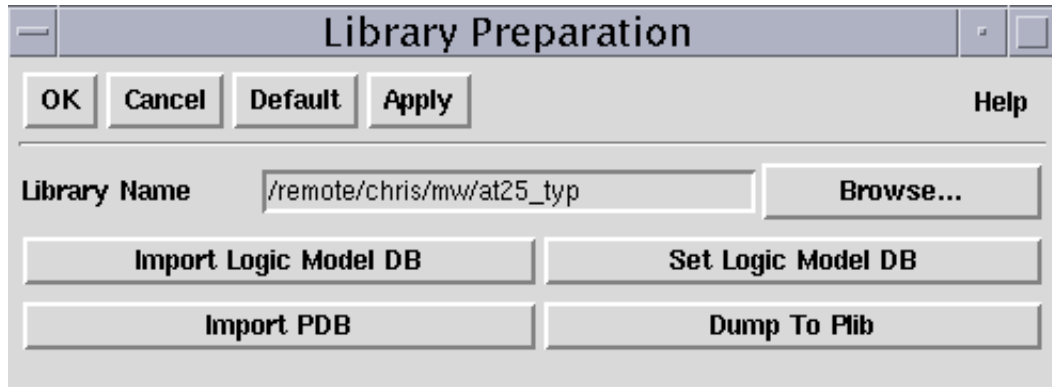 Library Preparation
OK Cancel Default Apply Help
Library Name /remote/chris/mw/at25_typ Browse...
Import Logic Model DB Set Logic Model DB
Import PDB Dump To Plib